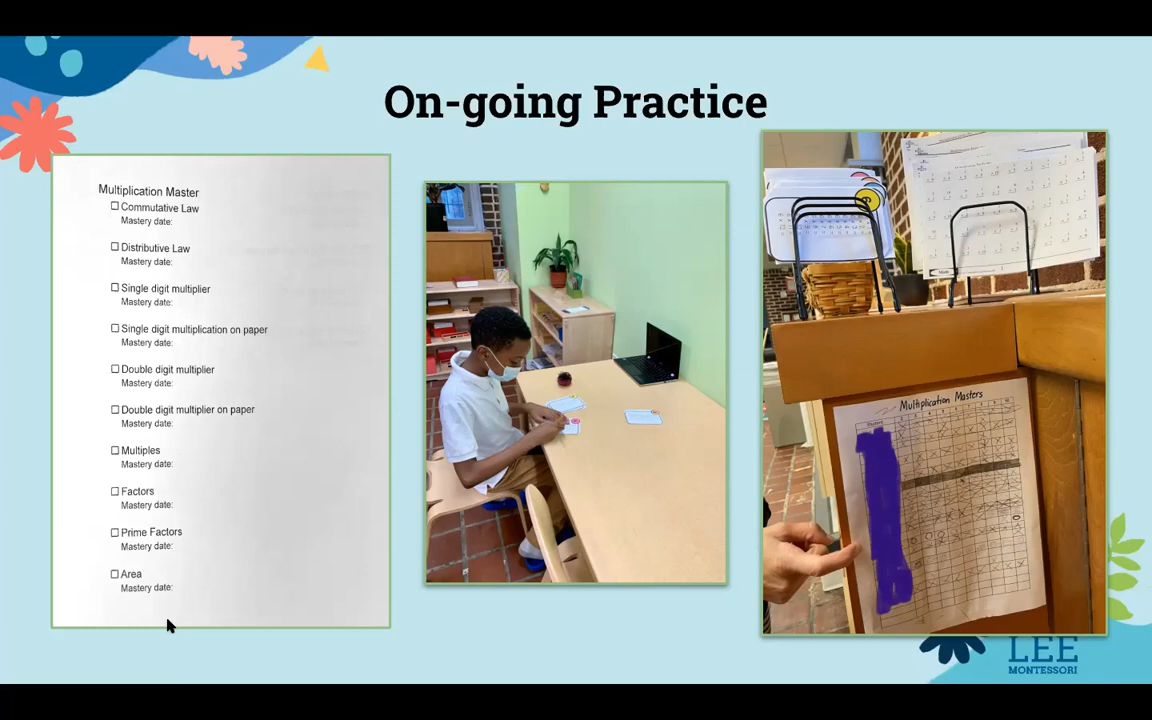 On-going Practice
Multiplication Master
☐ Commutative Law
Mastery date:
☐ Distributive Law
Mastery date:
☐ Single digit multiplier
Mastery date:
☐ Single digit multiplication on paper
Mastery date:
☐ Double digit multiplier
Mastery date:
☐ Double digit multiplier on paper
Mastery date:
☐ Multiples
Mastery date:
☐ Factors
Mastery date:
☐ Prime Factors
Mastery date:
☐ Area
Mastery date:
Multiplication Masters
LEE
MONTESSORI